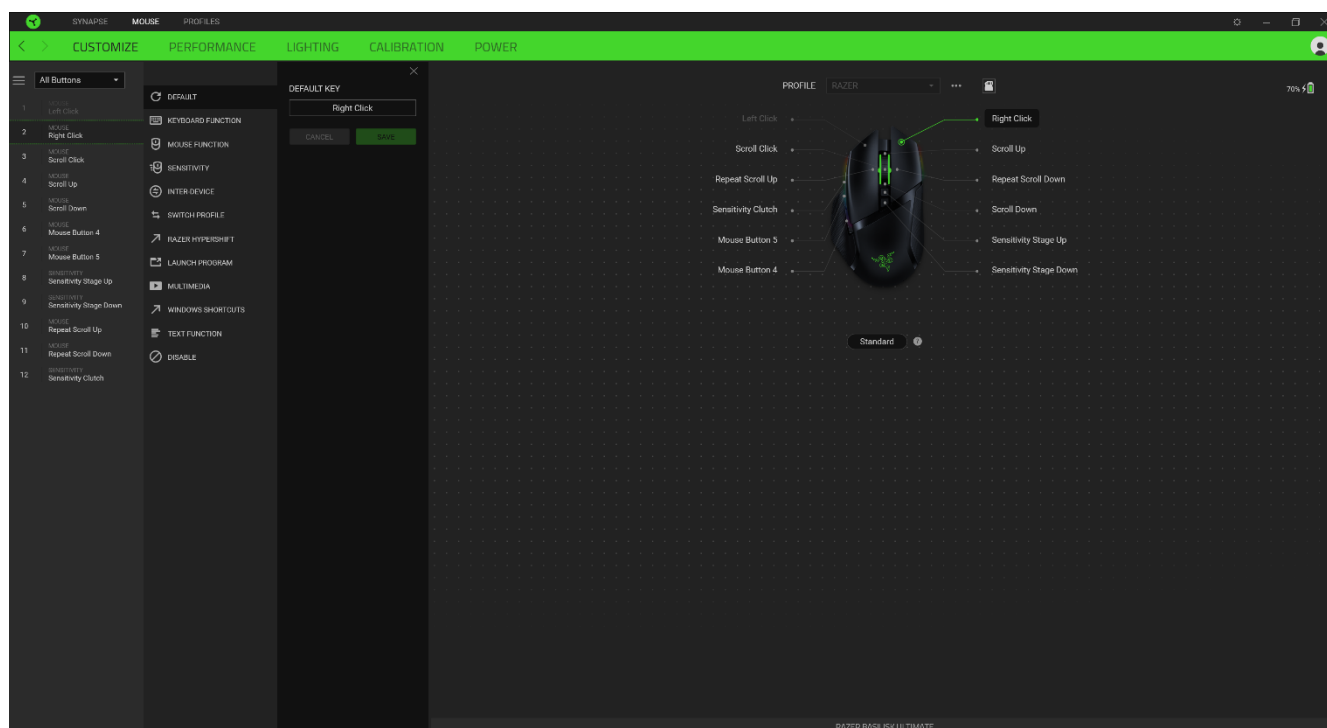 SYNAPSE MOUSE PROFILES
CUSTOMIZE PERFORMANCE LIGHTING CALIBRATION POWER
All Buttons
1 MOUSE Left Click
2 MOUSE Right Click
3 MOUSE Scroll Click
4 MOUSE Scroll Up
5 MOUSE Scroll Down
6 MOUSE Mouse Button 4
7 MOUSE Mouse Button 5
8 SENSITIVITY Sensitivity Stage Up
9 SENSITIVITY Sensitivity Stage Down
10 MOUSE Repeat Scroll Up
11 MOUSE Repeat Scroll Down
12 SENSITIVITY Sensitivity Clutch
DEFAULT
KEYBOARD FUNCTION
MOUSE FUNCTION
SENSITIVITY
INTER-DEVICE
SWITCH PROFILE
RAZER HYPERSHIFT
LAUNCH PROGRAM
MULTIMEDIA
WINDOWS SHORTCUTS
TEXT FUNCTION
DISABLE
DEFAULT KEY
Right Click
CANCEL SAVE
PROFILE RAZER
70%
Left Click
Scroll Click
Repeat Scroll Up
Sensitivity Clutch
Mouse Button 5
Mouse Button 4
Right Click
Scroll Up
Repeat Scroll Down
Scroll Down
Sensitivity Stage Up
Sensitivity Stage Down
Standard
RAZER BASILISK ULTIMATE